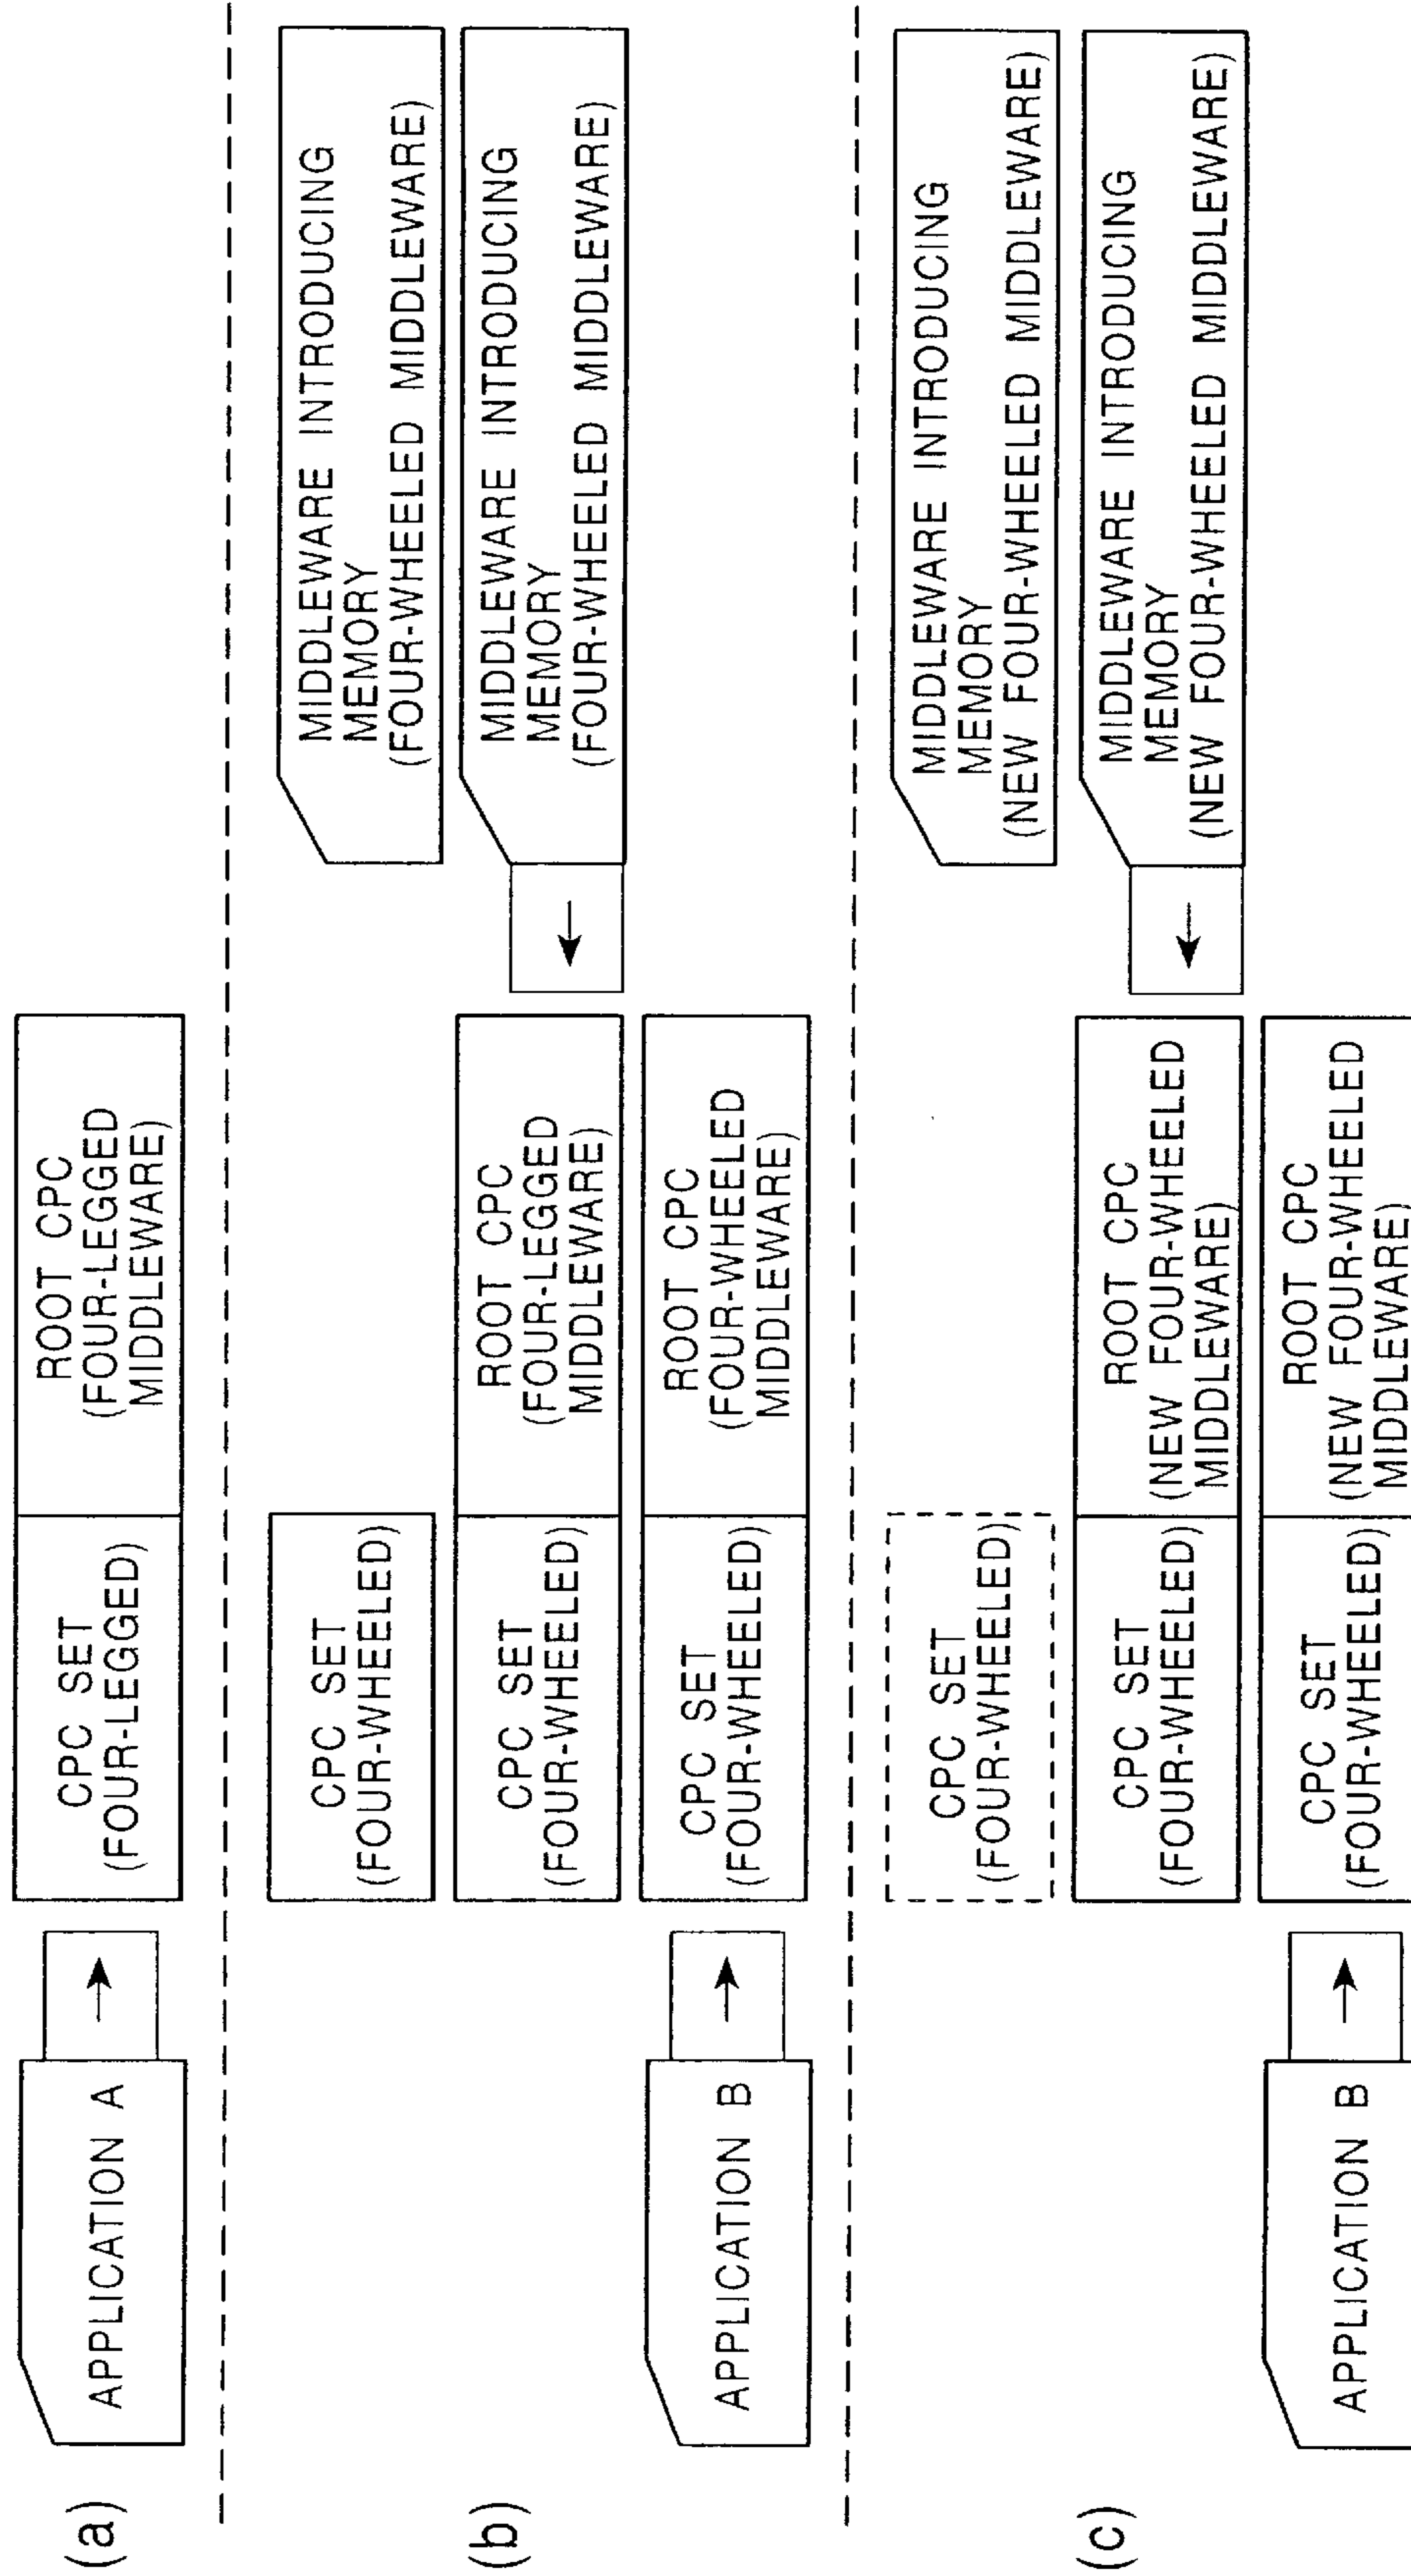 (a)
APPLICATION A
CPC SET
(FOUR-LEGGED)
ROOT CPC
(FOUR-LEGGED
MIDDLEWARE)
(b)
CPC SET
(FOUR-WHEELED)
MIDDLEWARE INTRODUCING
MEMORY
(FOUR-WHEELED MIDDLEWARE)
CPC SET
(FOUR-WHEELED)
ROOT CPC
(FOUR-LEGGED
MIDDLEWARE)
MIDDLEWARE INTRODUCING
MEMORY
(FOUR-WHEELED MIDDLEWARE)
APPLICATION B
CPC SET
(FOUR-WHEELED)
ROOT CPC
(FOUR-WHEELED
MIDDLEWARE)
(c)
CPC SET
(FOUR-WHEELED)
MIDDLEWARE INTRODUCING
MEMORY
(NEW FOUR-WHEELED MIDDLEWARE)
CPC SET
(FOUR-WHEELED)
ROOT CPC
(NEW FOUR-WHEELED
MIDDLEWARE)
MIDDLEWARE INTRODUCING
MEMORY
(NEW FOUR-WHEELED MIDDLEWARE)
APPLICATION B
CPC SET
(FOUR-WHEELED)
ROOT CPC
(NEW FOUR-WHEELED
MIDDLEWARE)